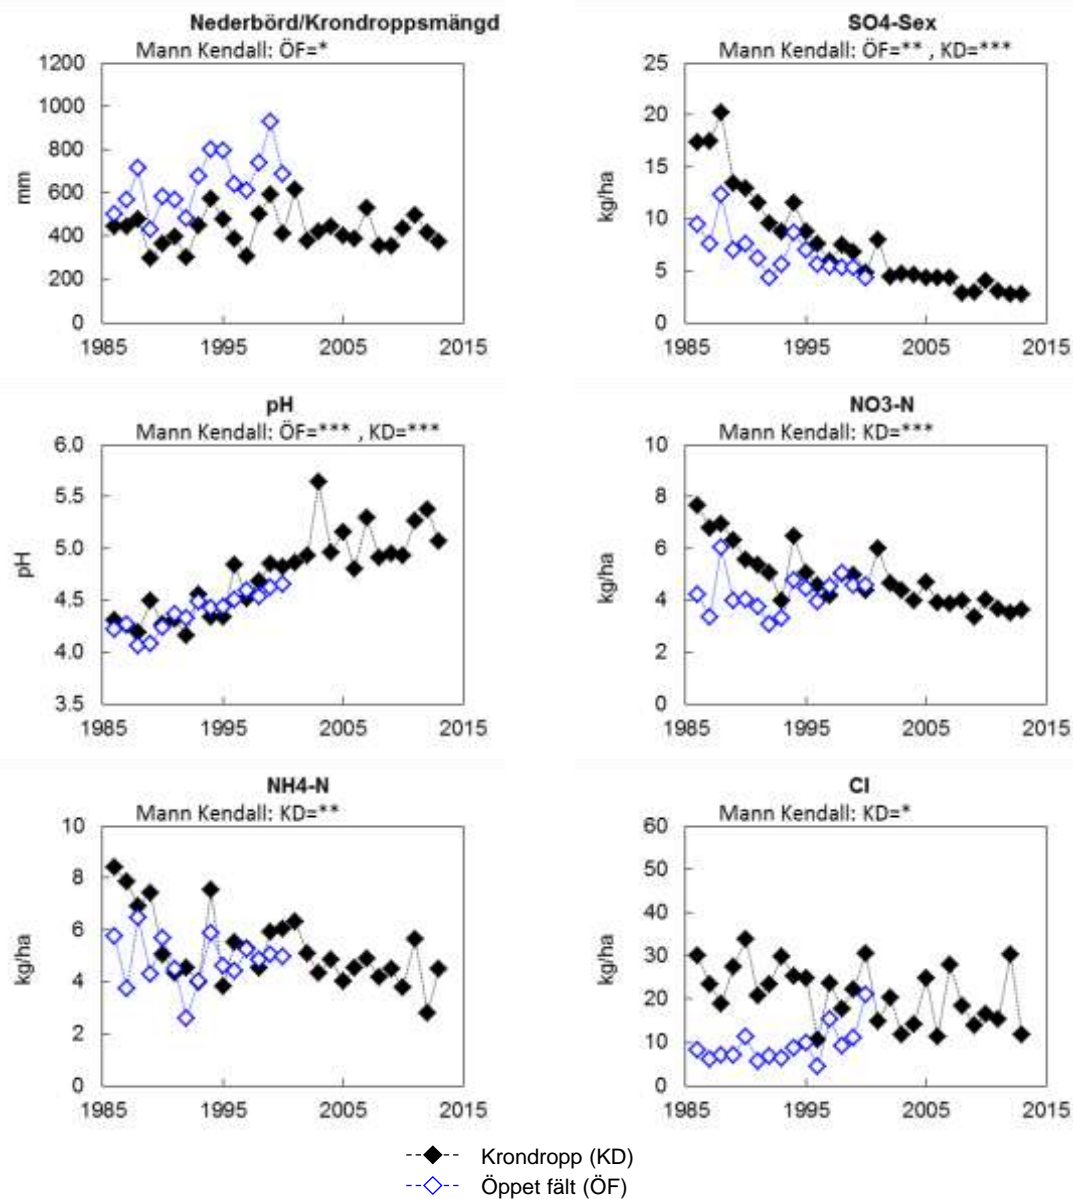 Nederbörd/Krondroppsmängd
Mann Kendall: ÖF=*
1200
1000
800
600
400
200
0
mm
1985 1995 2005 2015
SO4-Sex
Mann Kendall: ÖF=** , KD=***
25
20
15
10
5
0
kg/ha
1985 1995 2005 2015
pH
Mann Kendall: ÖF=*** , KD=***
6.0
5.5
5.0
4.5
4.0
3.5
pH
1985 1995 2005 2015
NO3-N
Mann Kendall: KD=***
10
8
6
4
2
0
kg/ha
1985 1995 2005 2015
NH4-N
Mann Kendall: KD=**
10
8
6
4
2
0
kg/ha
1985 1995 2005 2015
Cl
Mann Kendall: KD=*
60
50
40
30
20
10
0
kg/ha
1985 1995 2005 2015
Krondropp (KD)
Öppet fält (ÖF)